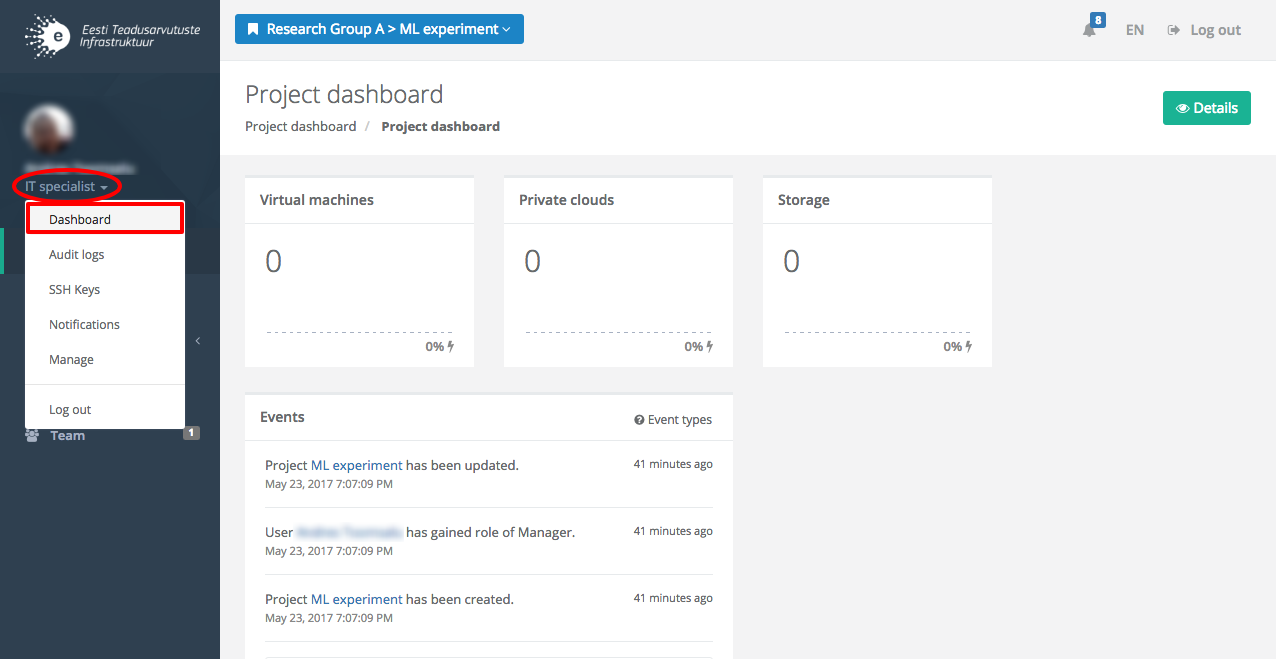 Eesti Teadusarvutuste
Infrastruktuur
e
IT specialist
Dashboard
Audit logs
SSH Keys
Notifications
Manage
Log out
Team 1
Research Group A > ML experiment
8 EN Log out
Project dashboard
Project dashboard / Project dashboard
Details
Virtual machines
0
0%
Private clouds
0
0%
Storage
0
0%
Events
Event types
Project ML experiment has been updated. 41 minutes ago
May 23, 2017 7:07:09 PM
User has gained role of Manager. 41 minutes ago
May 23, 2017 7:07:09 PM
Project ML experiment has been created. 41 minutes ago
May 23, 2017 7:07:09 PM